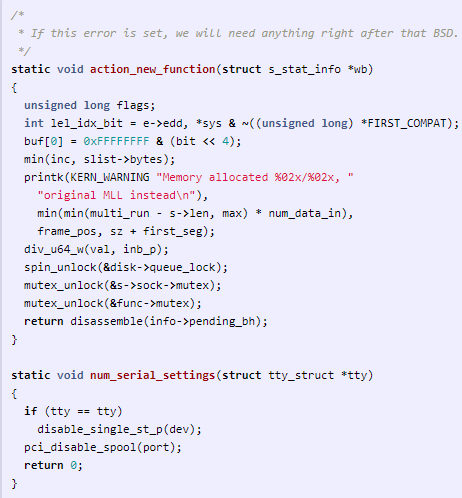 /*
 * If this error is set, we will need anything right after that BSD.
 */
static void action_new_function(struct s_stat_info *wb)
{
  unsigned long flags;
  int lel_idx_bit = e->edd, *sys & ~((unsigned long) *FIRST_COMPAT);
  buf[0] = 0xFFFFFFFF & (bit << 4);
  min(inc, slist->bytes);
  printk(KERN_WARNING "Memory allocated %02x/%02x, "
    "original MLL instead\n"),
    min(min(multi_run - s->len, max) * num_data_in),
    frame_pos, sz + first_seg);
  div_u64_w(val, inb_p);
  spin_unlock(&disk->queue_lock);
  mutex_unlock(&s->sock->mutex);
  mutex_unlock(&func->mutex);
  return disassemble(info->pending_bh);
}

static void num_serial_settings(struct tty_struct *tty)
{
  if (tty == tty)
    disable_single_st_p(dev);
  pci_disable_spool(port);
  return 0;
}